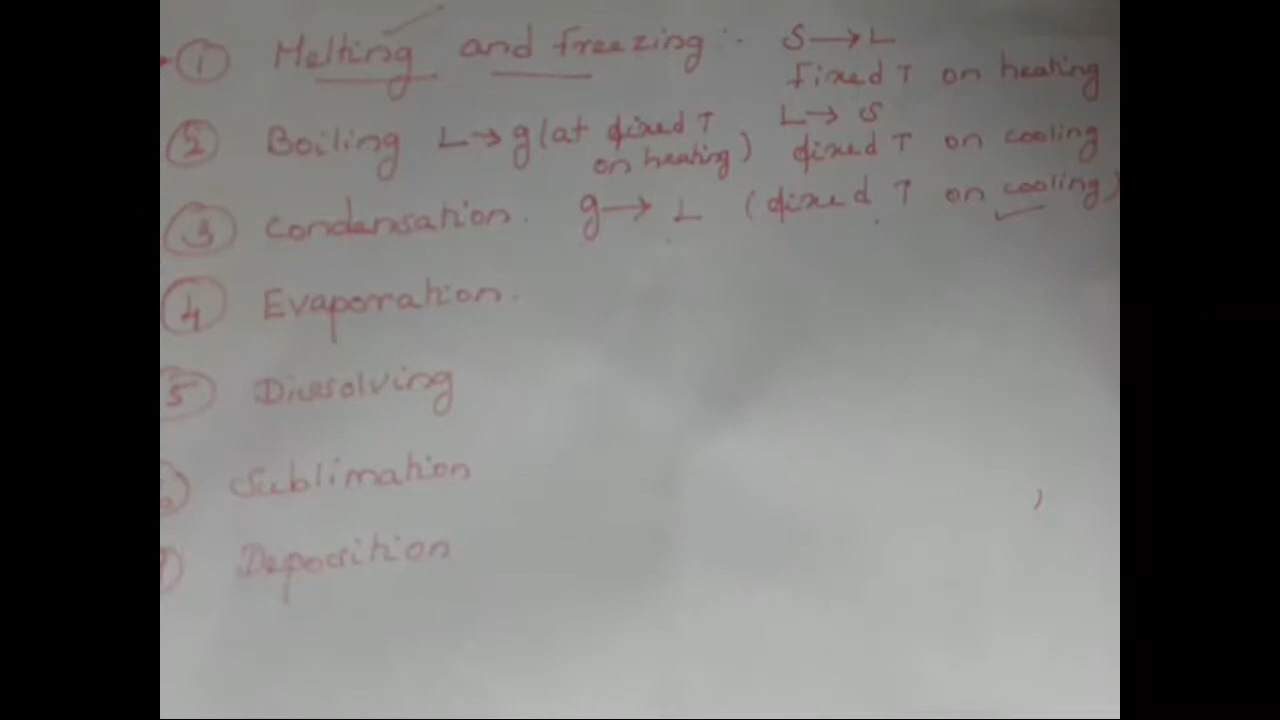 ① Melting and freezing :- S → L
fixed T on heating
② Boiling L → g (at fixed T on heating)
L → S
fixed T on cooling
③ Condensation. g → L (fixed T on cooling)
④ Evaporation.
⑤ Dissolving
Sublimation
Deposition